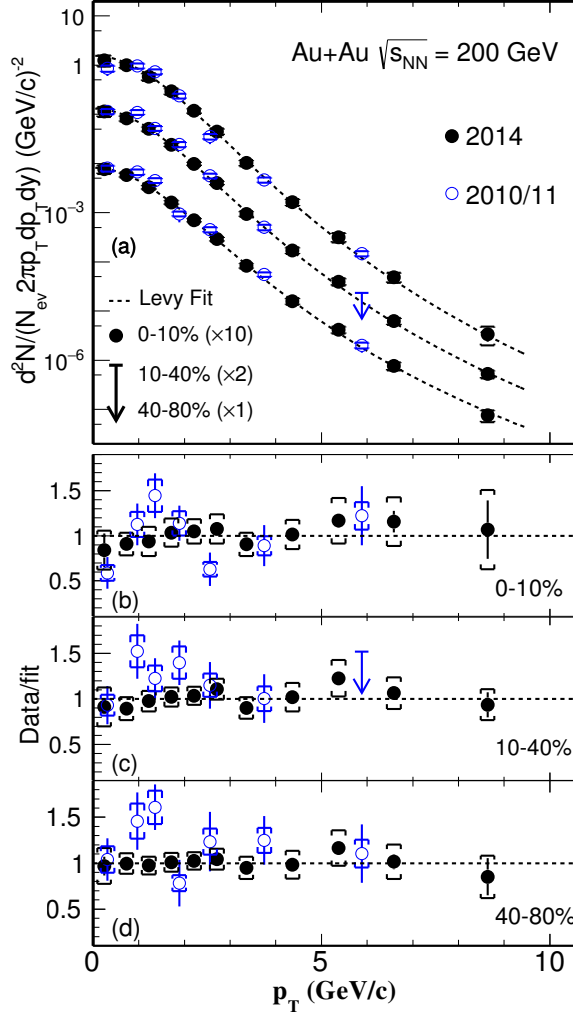 10
1
10⁻³
10⁻⁶
d²N/(N_ev 2πp_T dp_T dy) (GeV/c)⁻²
Au+Au √s_NN = 200 GeV
2014
2010/11
(a)
Levy Fit
0-10% (×10)
10-40% (×2)
40-80% (×1)
1.5
1
0.5
(b)
0-10%
Data/fit
1.5
1
0.5
(c)
10-40%
1.5
1
0.5
(d)
40-80%
0 5 10
p_T (GeV/c)